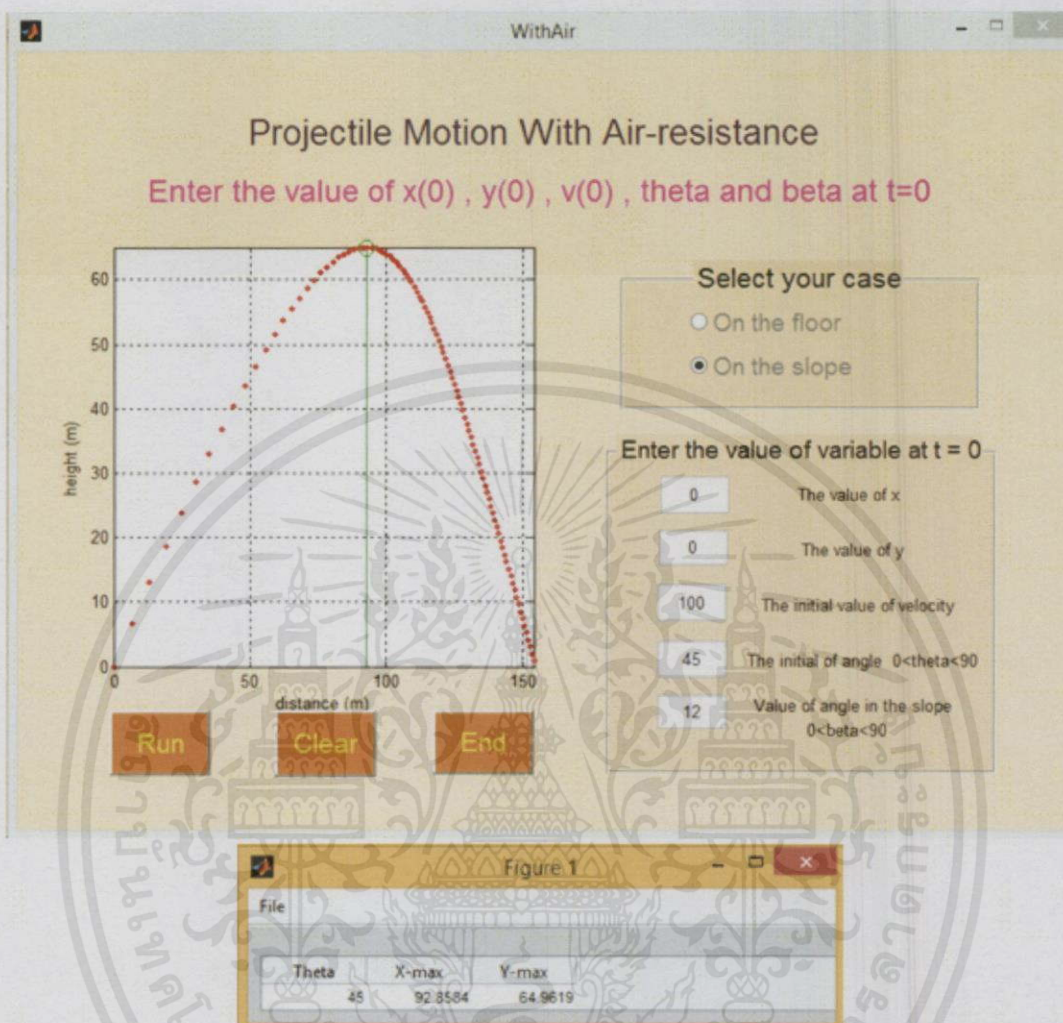 WithAir
Projectile Motion With Air-resistance
Enter the value of x(0) , y(0) , v(0) , theta and beta at t=0
60
50
40
30
20
10
0
height (m)
0 50 100 150
distance (m)
Run Clear End
Select your case
On the floor
On the slope
Enter the value of variable at t = 0
0 The value of x
0 The value of y
100 The initial value of velocity
45 The initial of angle 0<theta<90
12 Value of angle in the slope
0<beta<90
Figure 1
File
Theta X-max Y-max
45 92.8584 64.9619